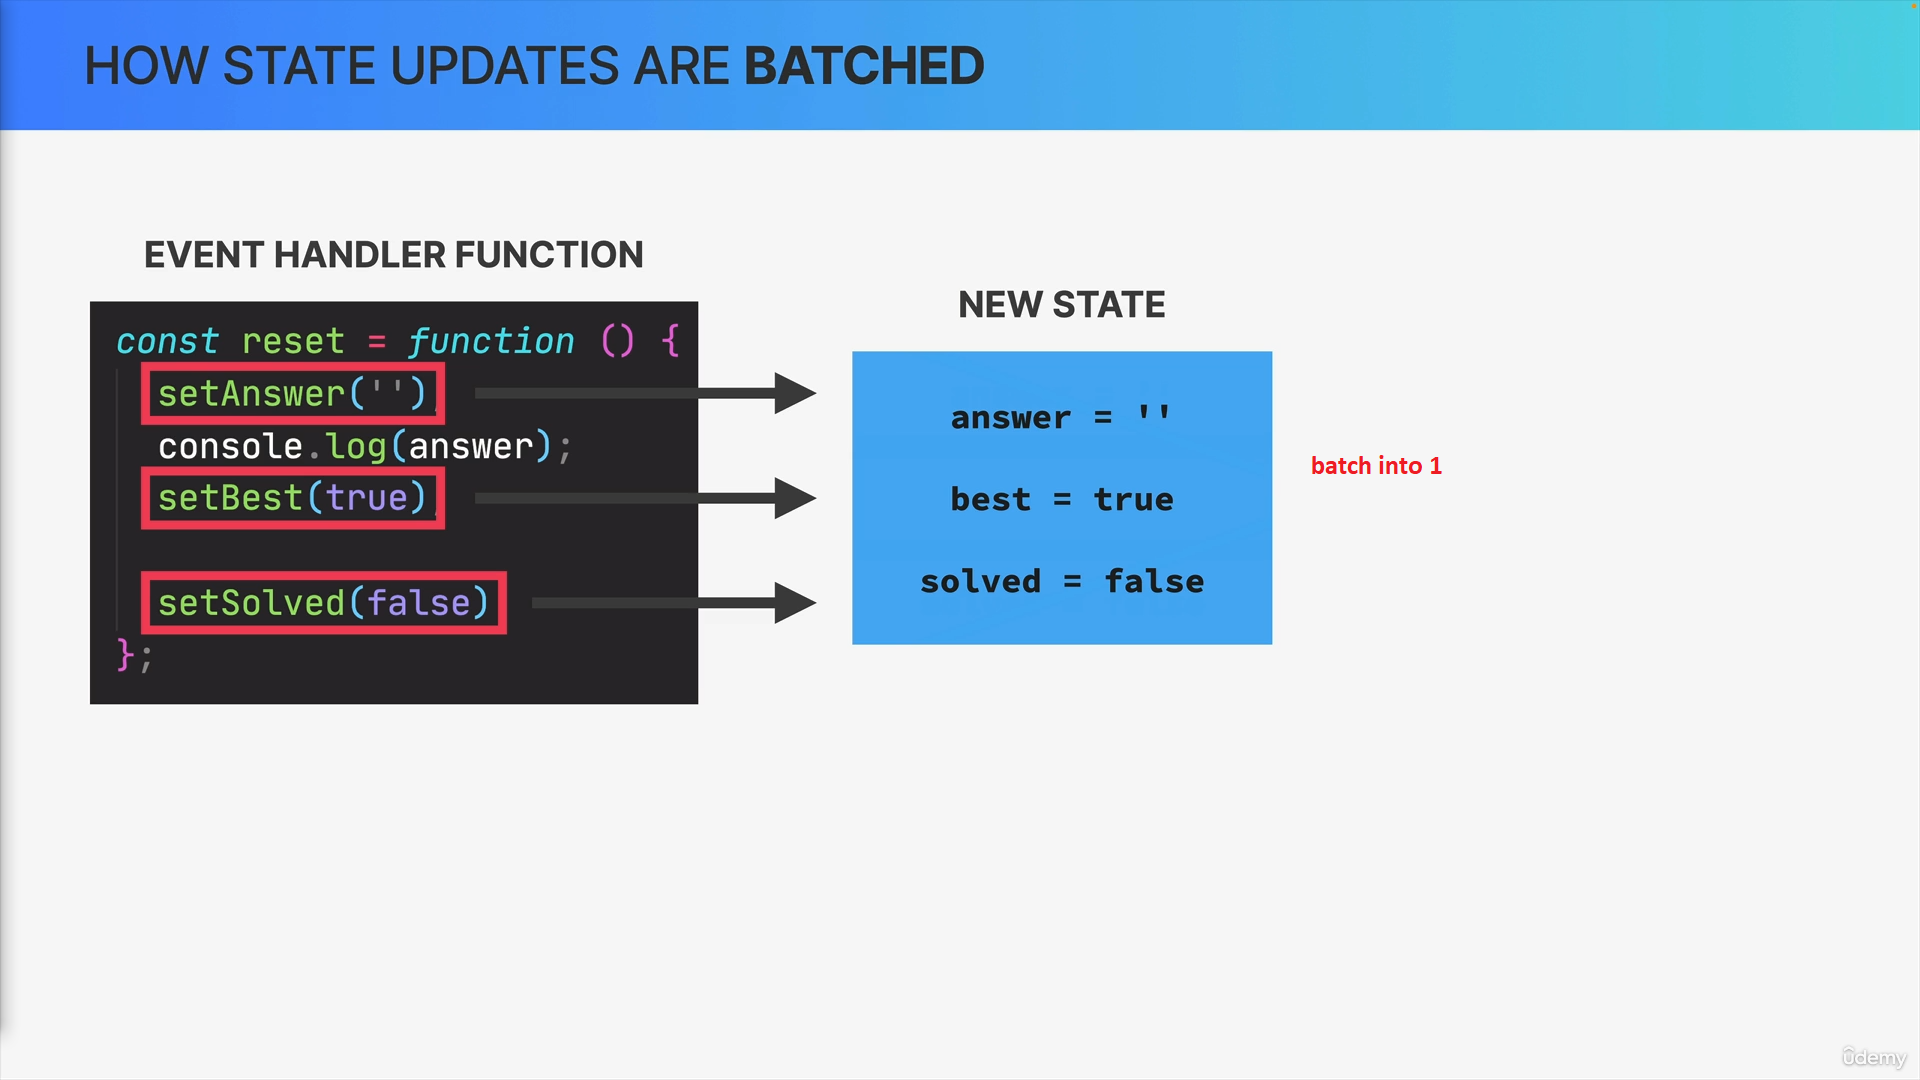 HOW STATE UPDATES ARE BATCHED
EVENT HANDLER FUNCTION
const reset = function () {
setAnswer('')
console.log(answer);
setBest(true)
setSolved(false)
};
NEW STATE
answer = ''
best = true
solved = false
batch into 1
ûdemy